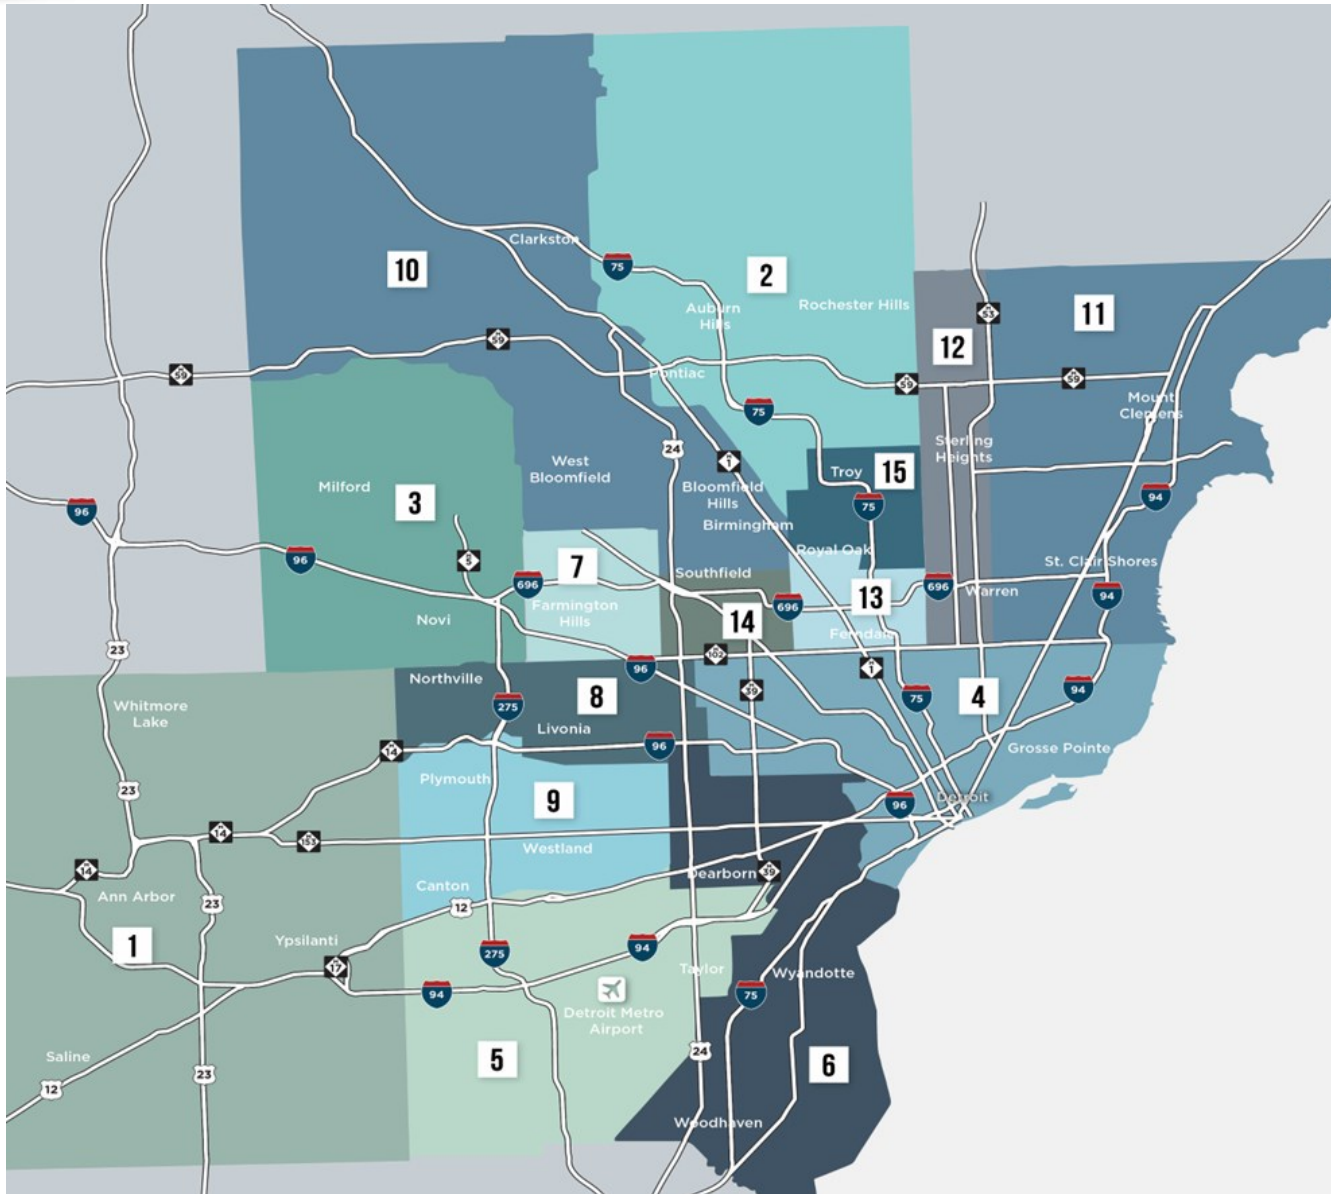 Clarkston
75
10
2
Auburn
Hills
Rochester Hills
M
53
11
12
M
59
M
59
Pontiac
M
59
M
59
75
Mount
Clemens
24
Sterling
Heights
M
1
West
Bloomfield
Troy
15
Milford
3
Bloomfield
Hills
94
96
75
Birmingham
96
M
5
Royal Oak
7
696
Southfield
St. Clair Shores
696
13
696
Warren
94
Farmington
Hills
Novi
14
Ferndale
23
M
102
96
M
1
Northville
8
M
39
75
4
94
Whitmore
Lake
275
Livonia
96
Grosse Pointe
M
14
Plymouth
23
9
96
Detroit
M
14
M
153
Westland
M
14
Dearborn
M
39
Ann Arbor
23
Canton
12
1
Ypsilanti
275
94
M
17
Taylor
Wyandotte
94
75
Detroit Metro
Airport
Saline
5
24
6
12
23
Woodhaven